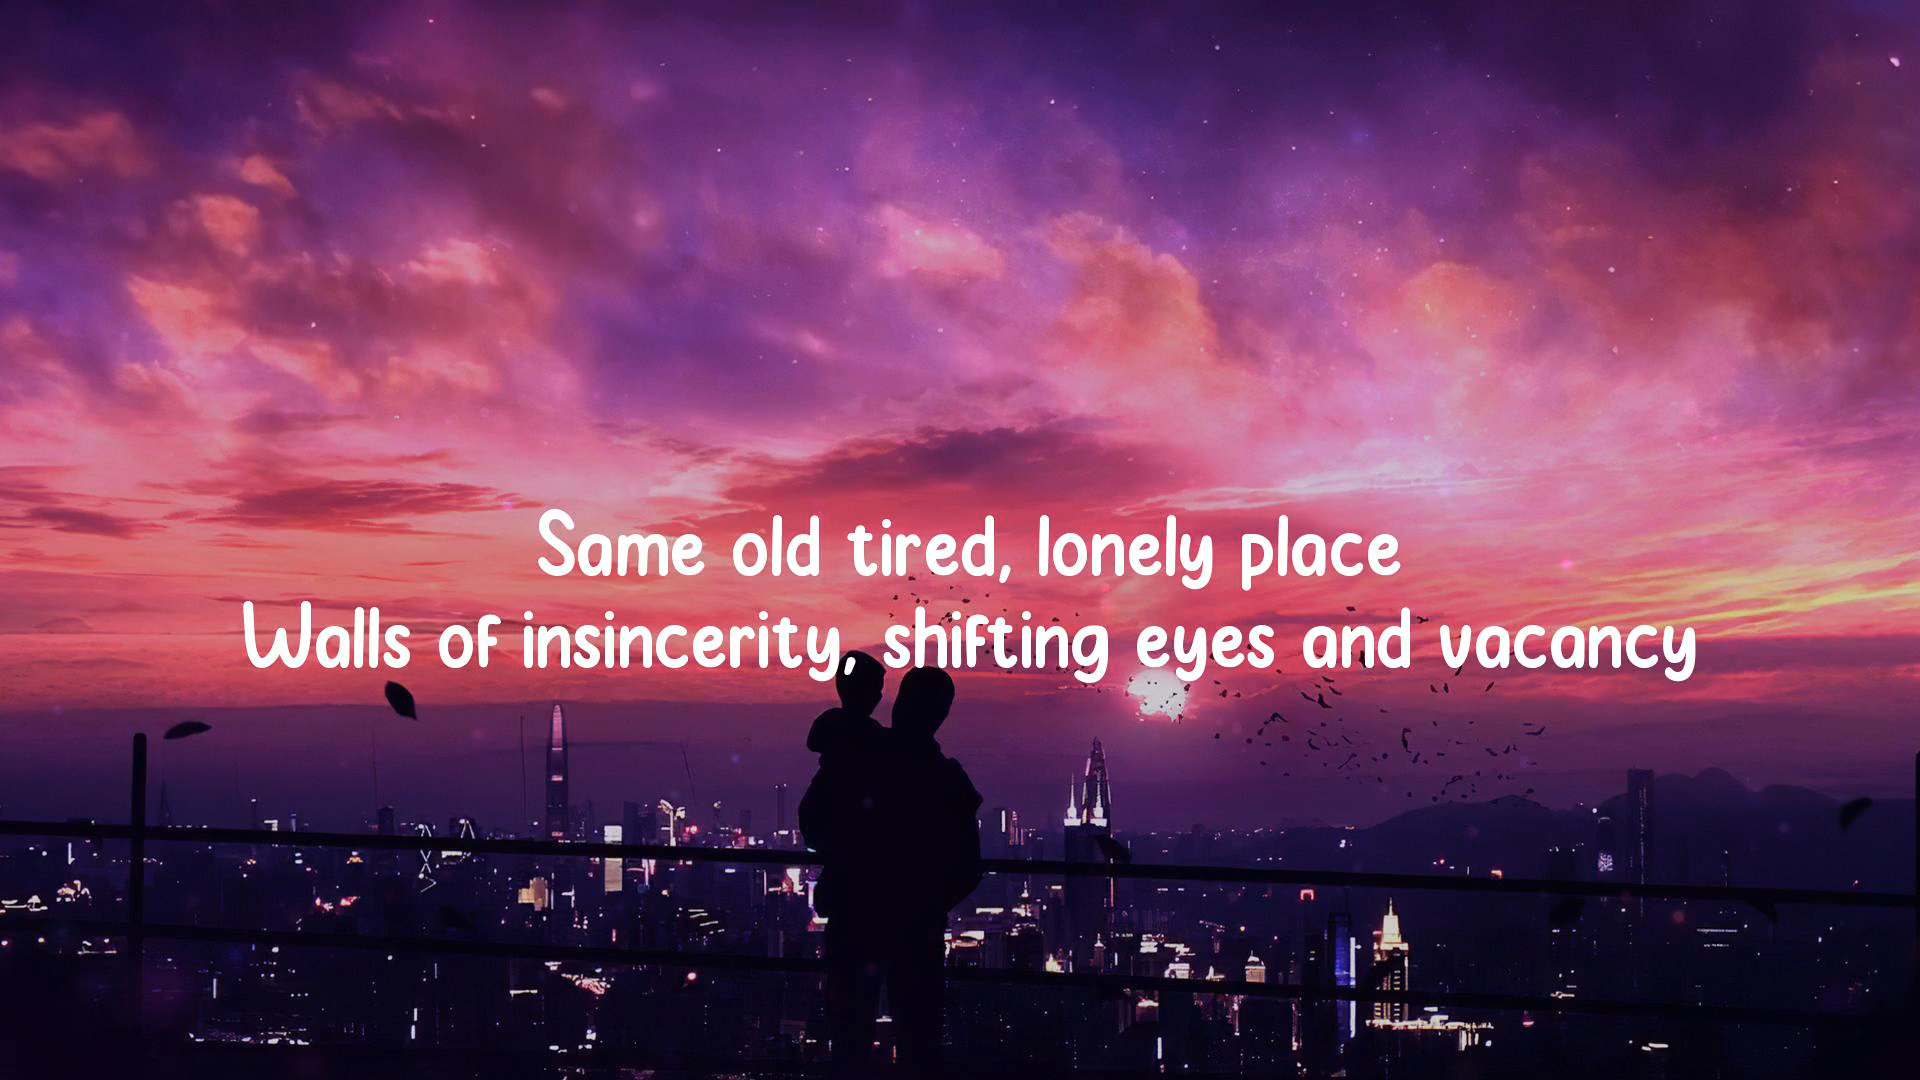 Same old tired, lonely place
Walls of insincerity, shifting eyes and vacancy